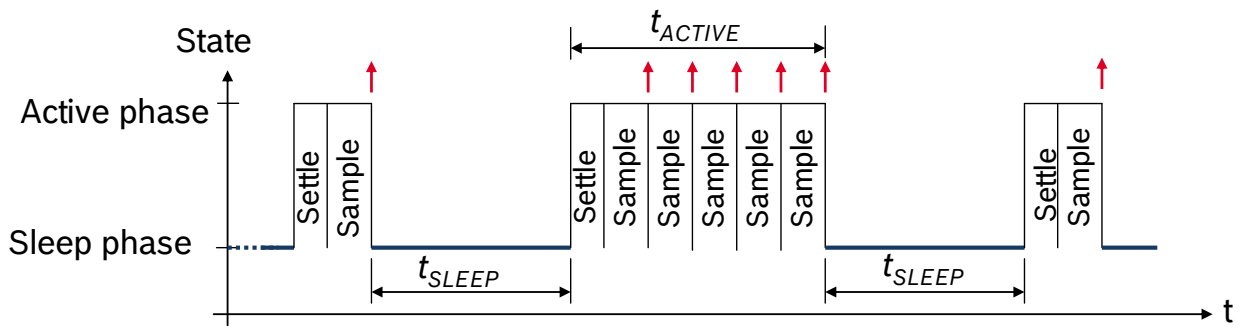 t_ACTIVE
State
Active phase
Settle
Sample
Settle
Sample
Sample
Sample
Sample
Sample
Settle
Sample
Sleep phase
t_SLEEP
t_SLEEP
t